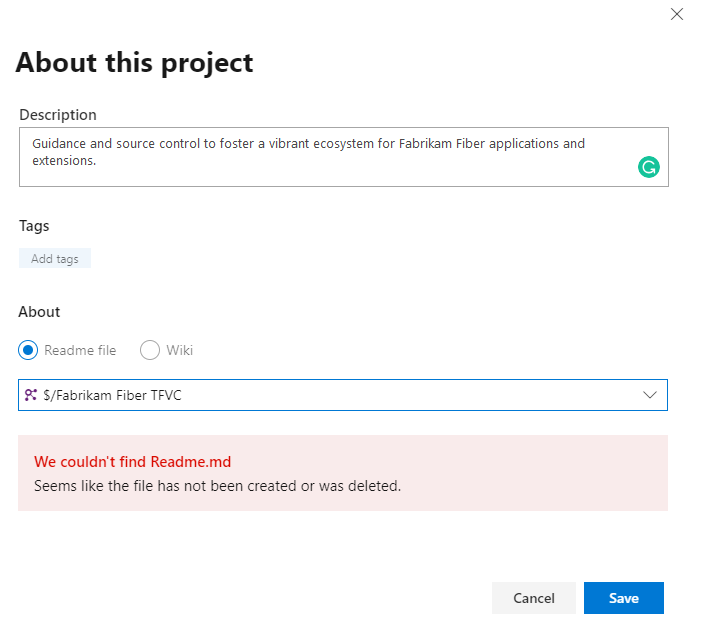 About this project
Description
Guidance and source control to foster a vibrant ecosystem for Fabrikam Fiber applications and
extensions.
Tags
Add tags
About
Readme file Wiki
$/Fabrikam Fiber TFVC
We couldn't find Readme.md
Seems like the file has not been created or was deleted.
Cancel Save